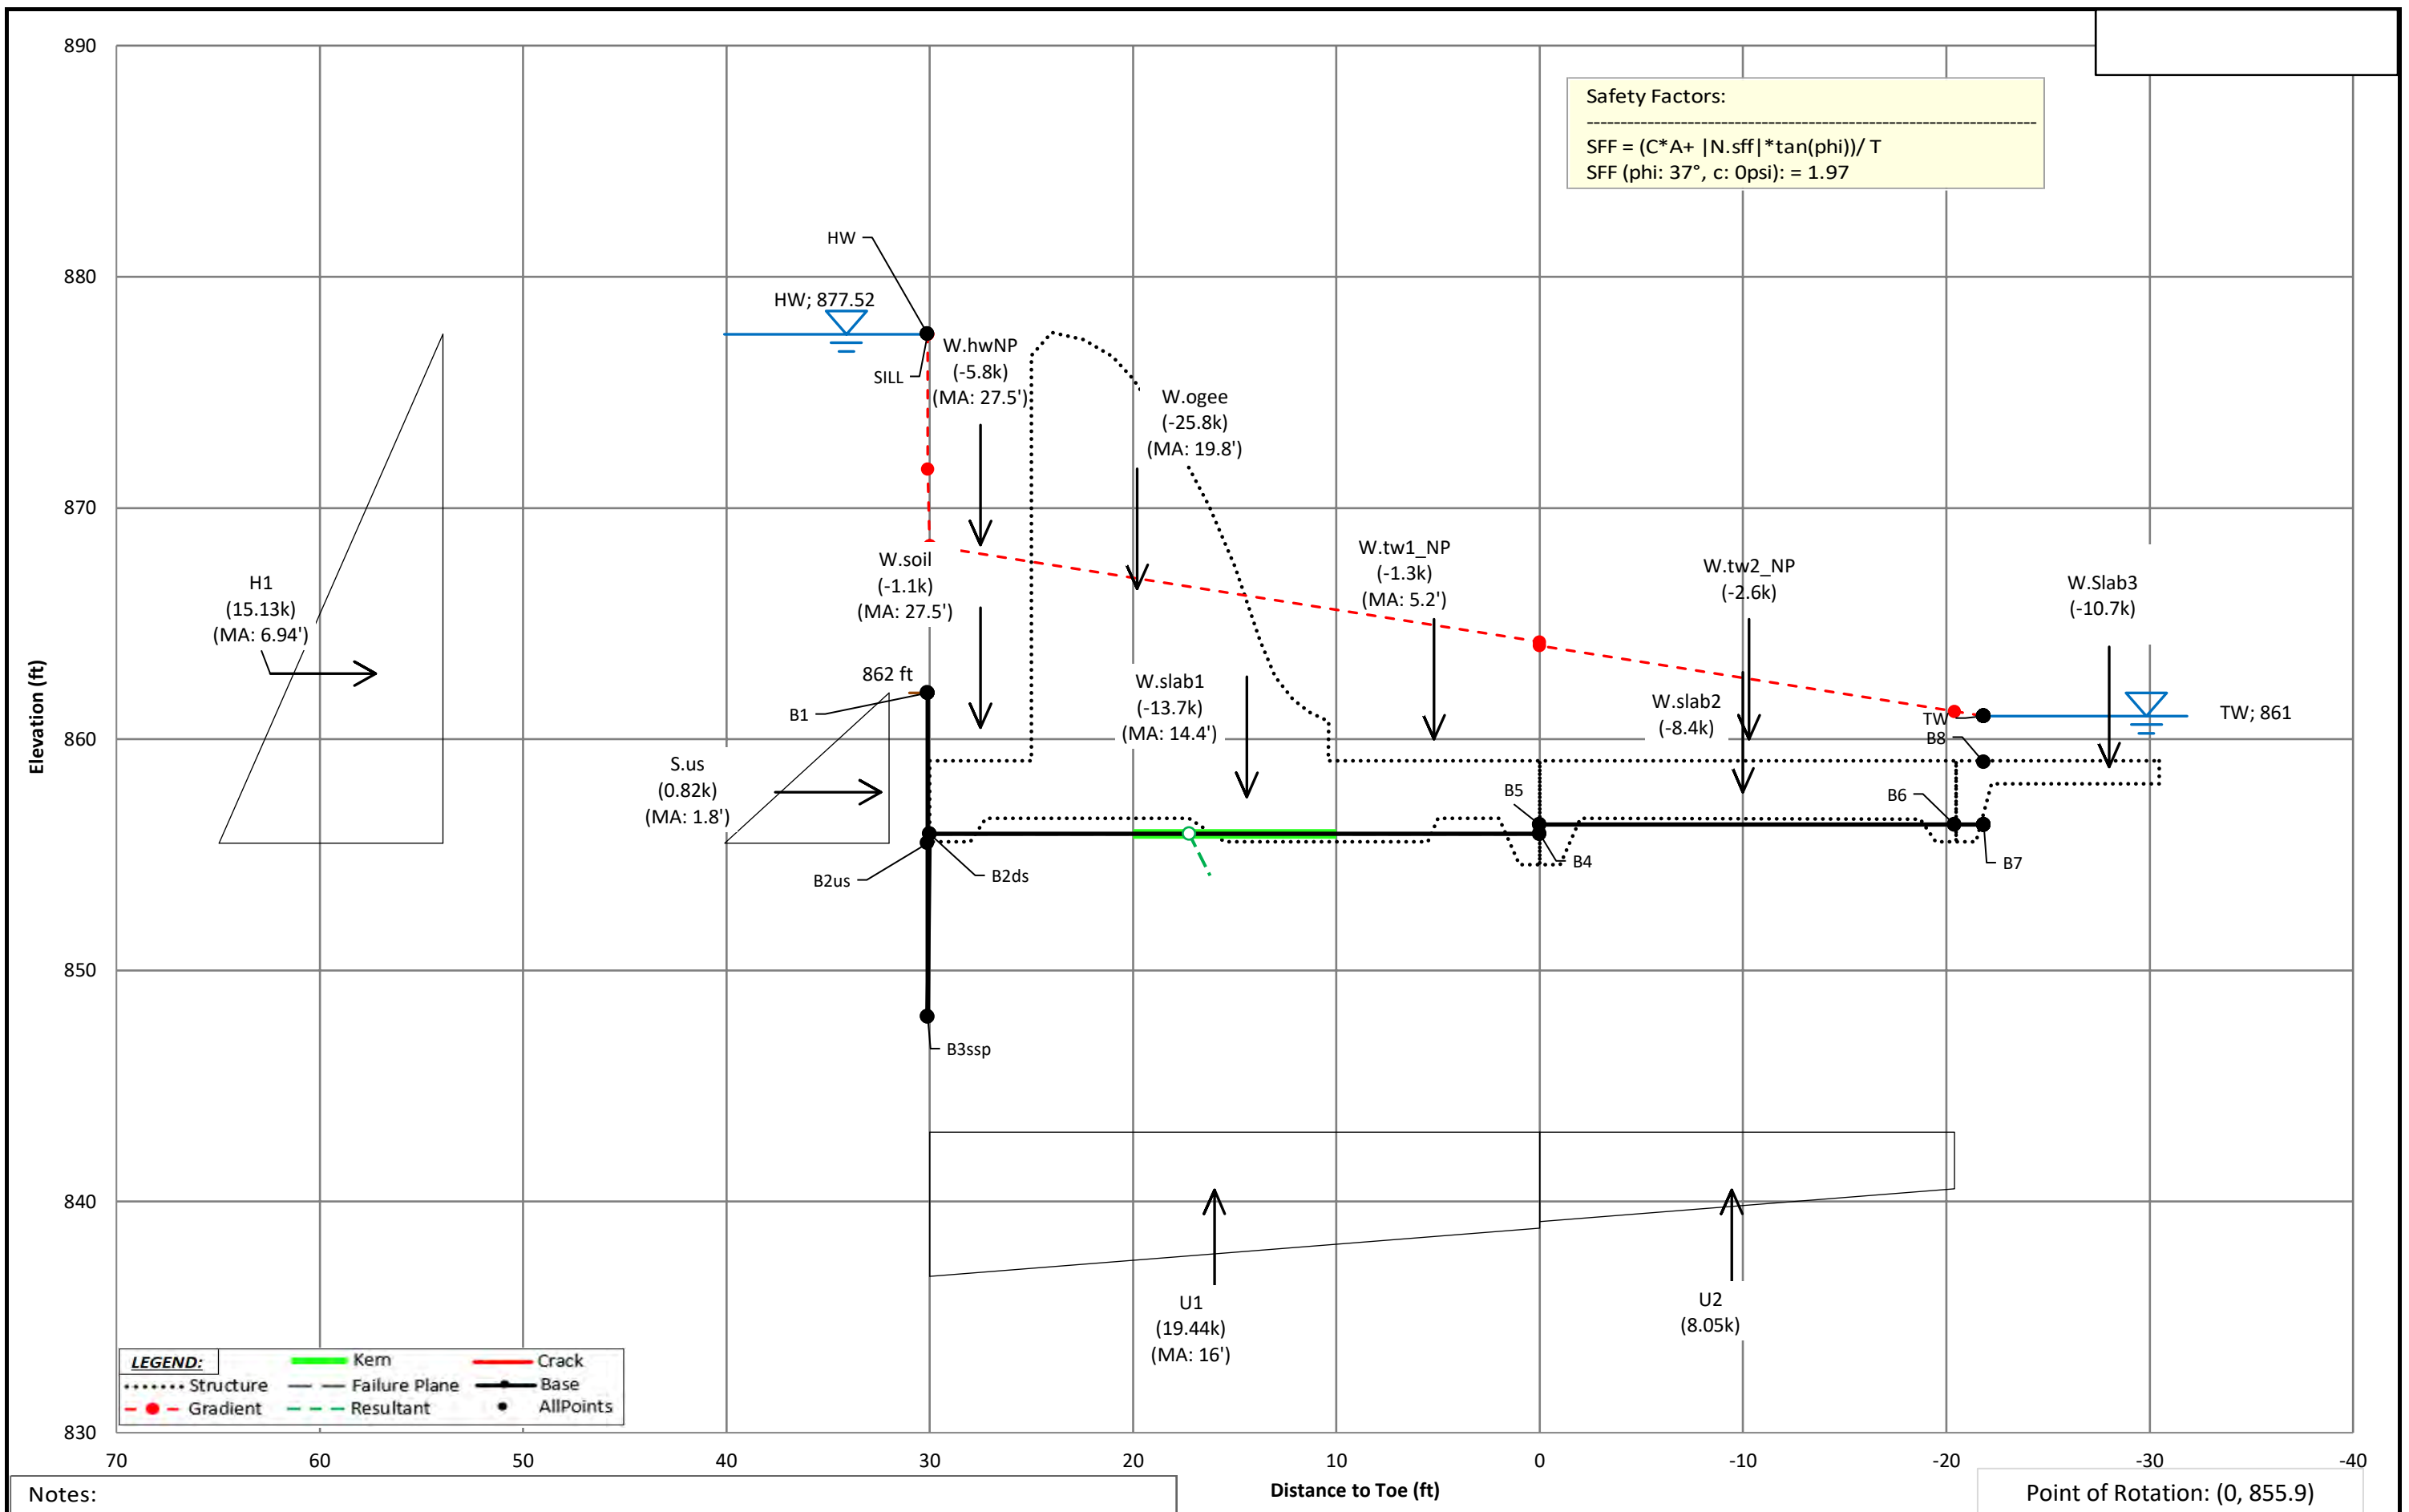 890
880
870
860
850
840
830
Elevation (ft)
Safety Factors:
--------------------------------------------------------------------
SFF = (C*A+ |N.sff|*tan(phi))/ T
SFF (phi: 37°, c: 0psi): = 1.97
HW
HW; 877.52
SILL
W.hwNP
(-5.8k)
(MA: 27.5')
W.ogee
(-25.8k)
(MA: 19.8')
W.soil
(-1.1k)
(MA: 27.5')
W.tw1_NP
(-1.3k)
(MA: 5.2')
W.tw2_NP
(-2.6k)
W.Slab3
(-10.7k)
H1
(15.13k)
(MA: 6.94')
862 ft
B1
W.slab1
(-13.7k)
(MA: 14.4')
W.slab2
(-8.4k)
TW
TW; 861
B8
S.us
(0.82k)
(MA: 1.8')
B5
B6
B4
B7
B2us
B2ds
B3ssp
U1
(19.44k)
(MA: 16')
U2
(8.05k)
LEGEND:
Kern
Crack
Structure
Failure Plane
Base
Gradient
Resultant
AllPoints
70 60 50 40 30 20 10 0 -10 -20 -30 -40
Distance to Toe (ft)
Notes:
Point of Rotation: (0, 855.9)